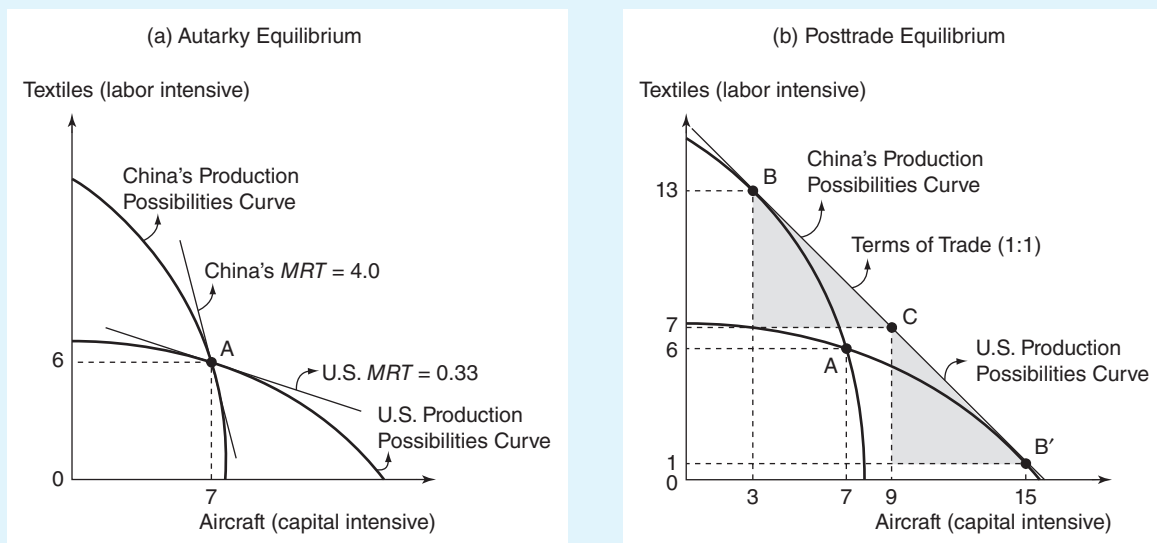 (a) Autarky Equilibrium
Textiles (labor intensive)
China's Production
Possibilities Curve
China's MRT = 4.0
A
6
U.S. MRT = 0.33
U.S. Production
Possibilities Curve
0
7
Aircraft (capital intensive)
(b) Posttrade Equilibrium
Textiles (labor intensive)
China's Production
Possibilities Curve
B
13
Terms of Trade (1:1)
C
7
6
A
U.S. Production
Possibilities Curve
B′
1
0
3 7 9 15
Aircraft (capital intensive)